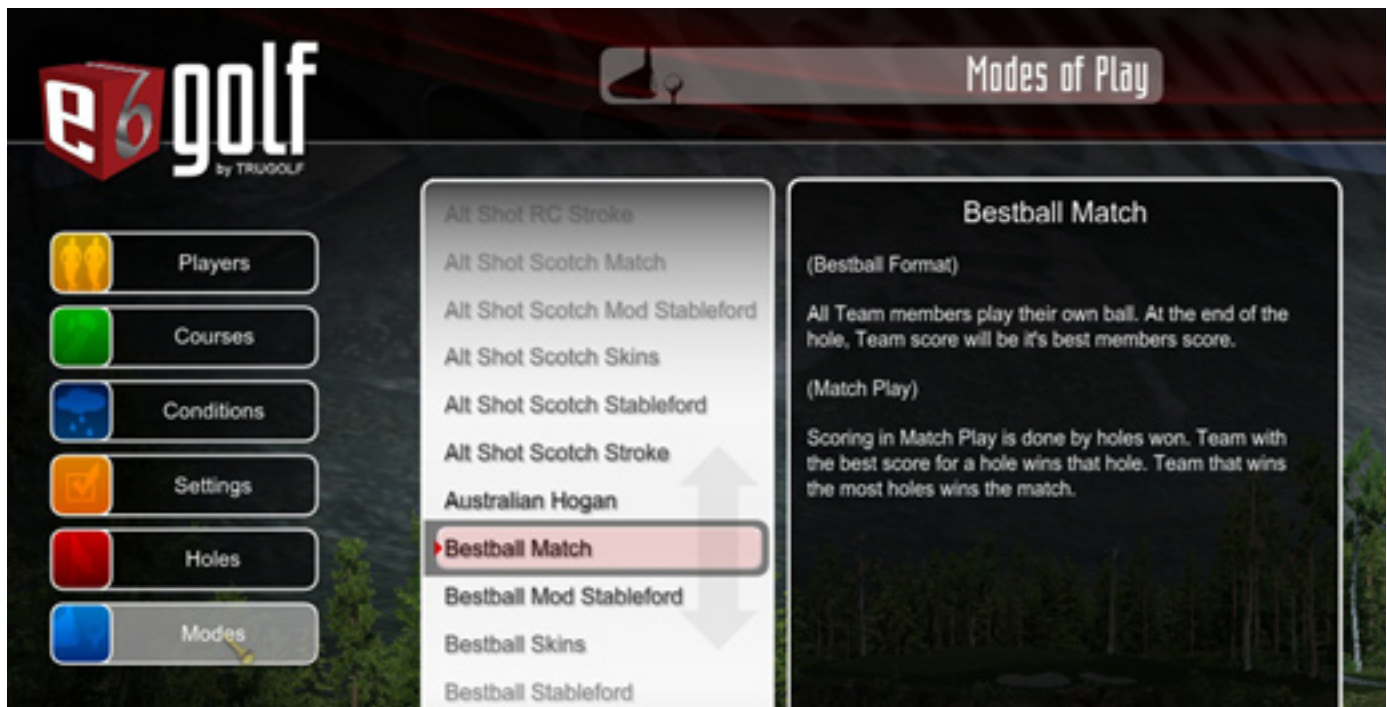 e6 golf
by TRUGOLF
Modes of Play
Players
Courses
Conditions
Settings
Holes
Modes
Alt Shot RC Stroke
Alt Shot Scotch Match
Alt Shot Scotch Mod Stableford
Alt Shot Scotch Skins
Alt Shot Scotch Stableford
Alt Shot Scotch Stroke
Australian Hogan
Bestball Match
Bestball Mod Stableford
Bestball Skins
Bestball Stableford
Bestball Match
(Bestball Format)
All Team members play their own ball. At the end of the
hole, Team score will be it's best members score.
(Match Play)
Scoring in Match Play is done by holes won. Team with
the best score for a hole wins that hole. Team that wins
the most holes wins the match.